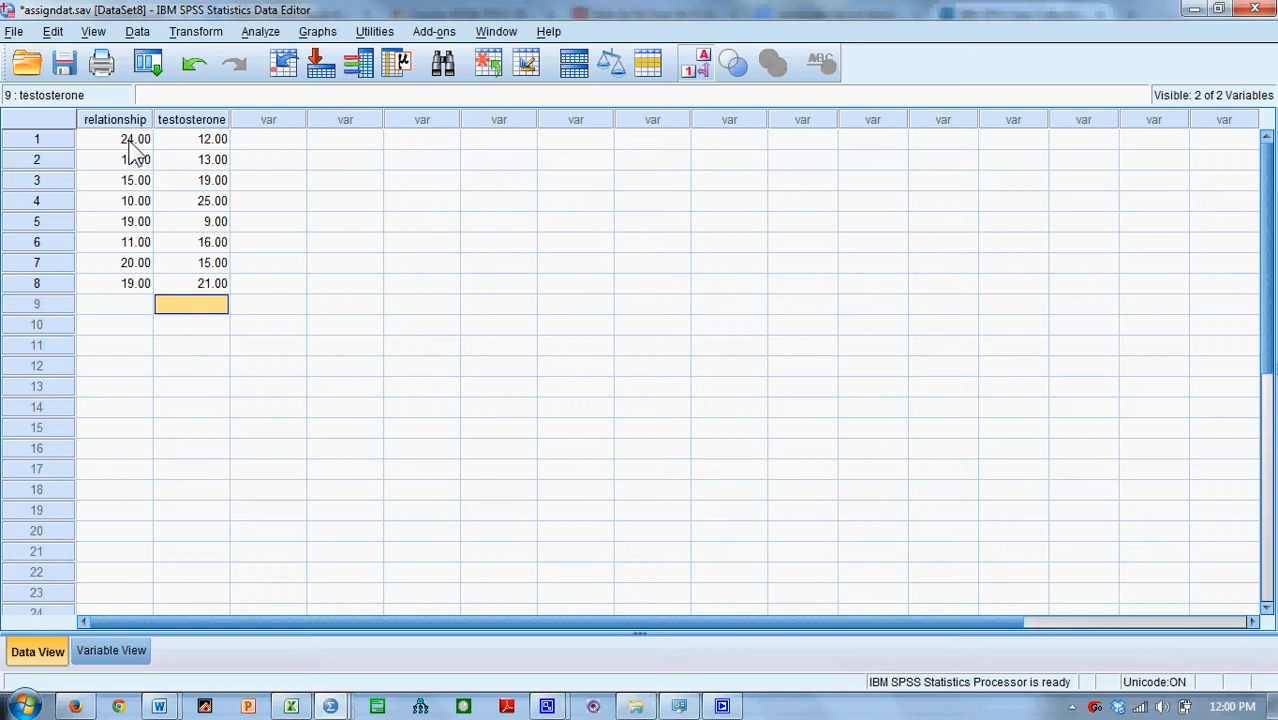 *assigndat.sav [DataSet8] - IBM SPSS Statistics Data Editor
File Edit View Data Transform Analyze Graphs Utilities Add-ons Window Help
9 : testosterone Visible: 2 of 2 Variables
relationship testosterone var var var var var var var var var var var var var
1 24.00 12.00
2 13.00
3 15.00 19.00
4 10.00 25.00
5 19.00 9.00
6 11.00 16.00
7 20.00 15.00
8 19.00 21.00
9
10
11
12
13
14
15
16
17
18
19
20
21
22
23
24
Data View Variable View
IBM SPSS Statistics Processor is ready Unicode:ON
12:00 PM